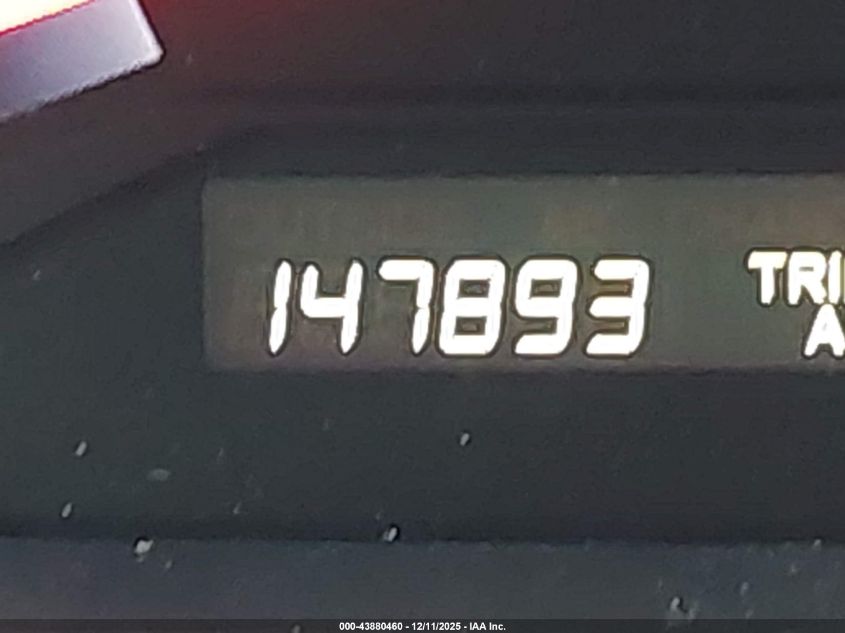 147893
TRI
A
000-43880460 - 12/11/2025 - IAA Inc.